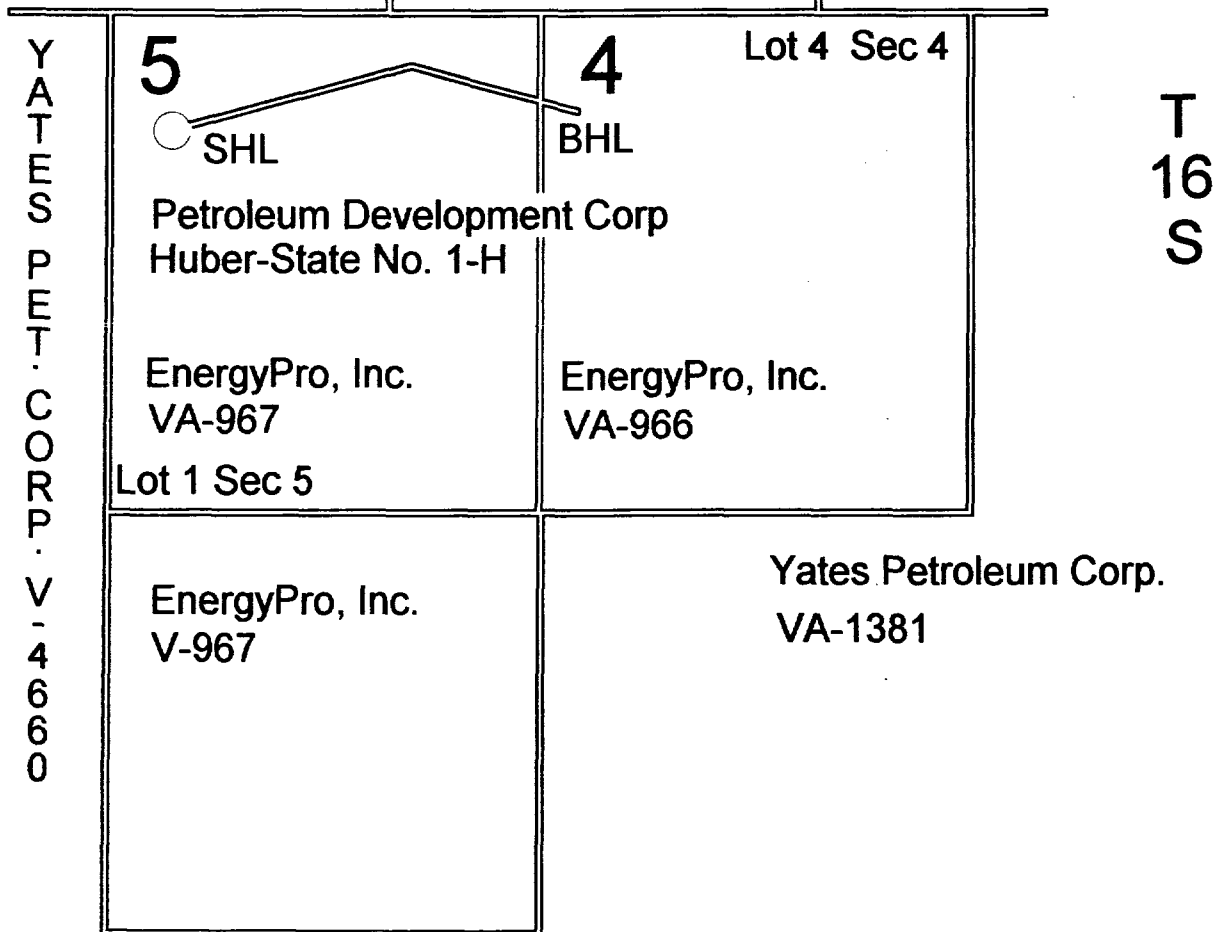 YATES PET. CORP. V-4660
5
4
Lot 4 Sec 4
SHL
BHL
Petroleum Development Corp
Huber-State No. 1-H
EnergyPro, Inc.
VA-967
EnergyPro, Inc.
VA-966
Lot 1 Sec 5
EnergyPro, Inc.
V-967
Yates Petroleum Corp.
VA-1381
T
16
S